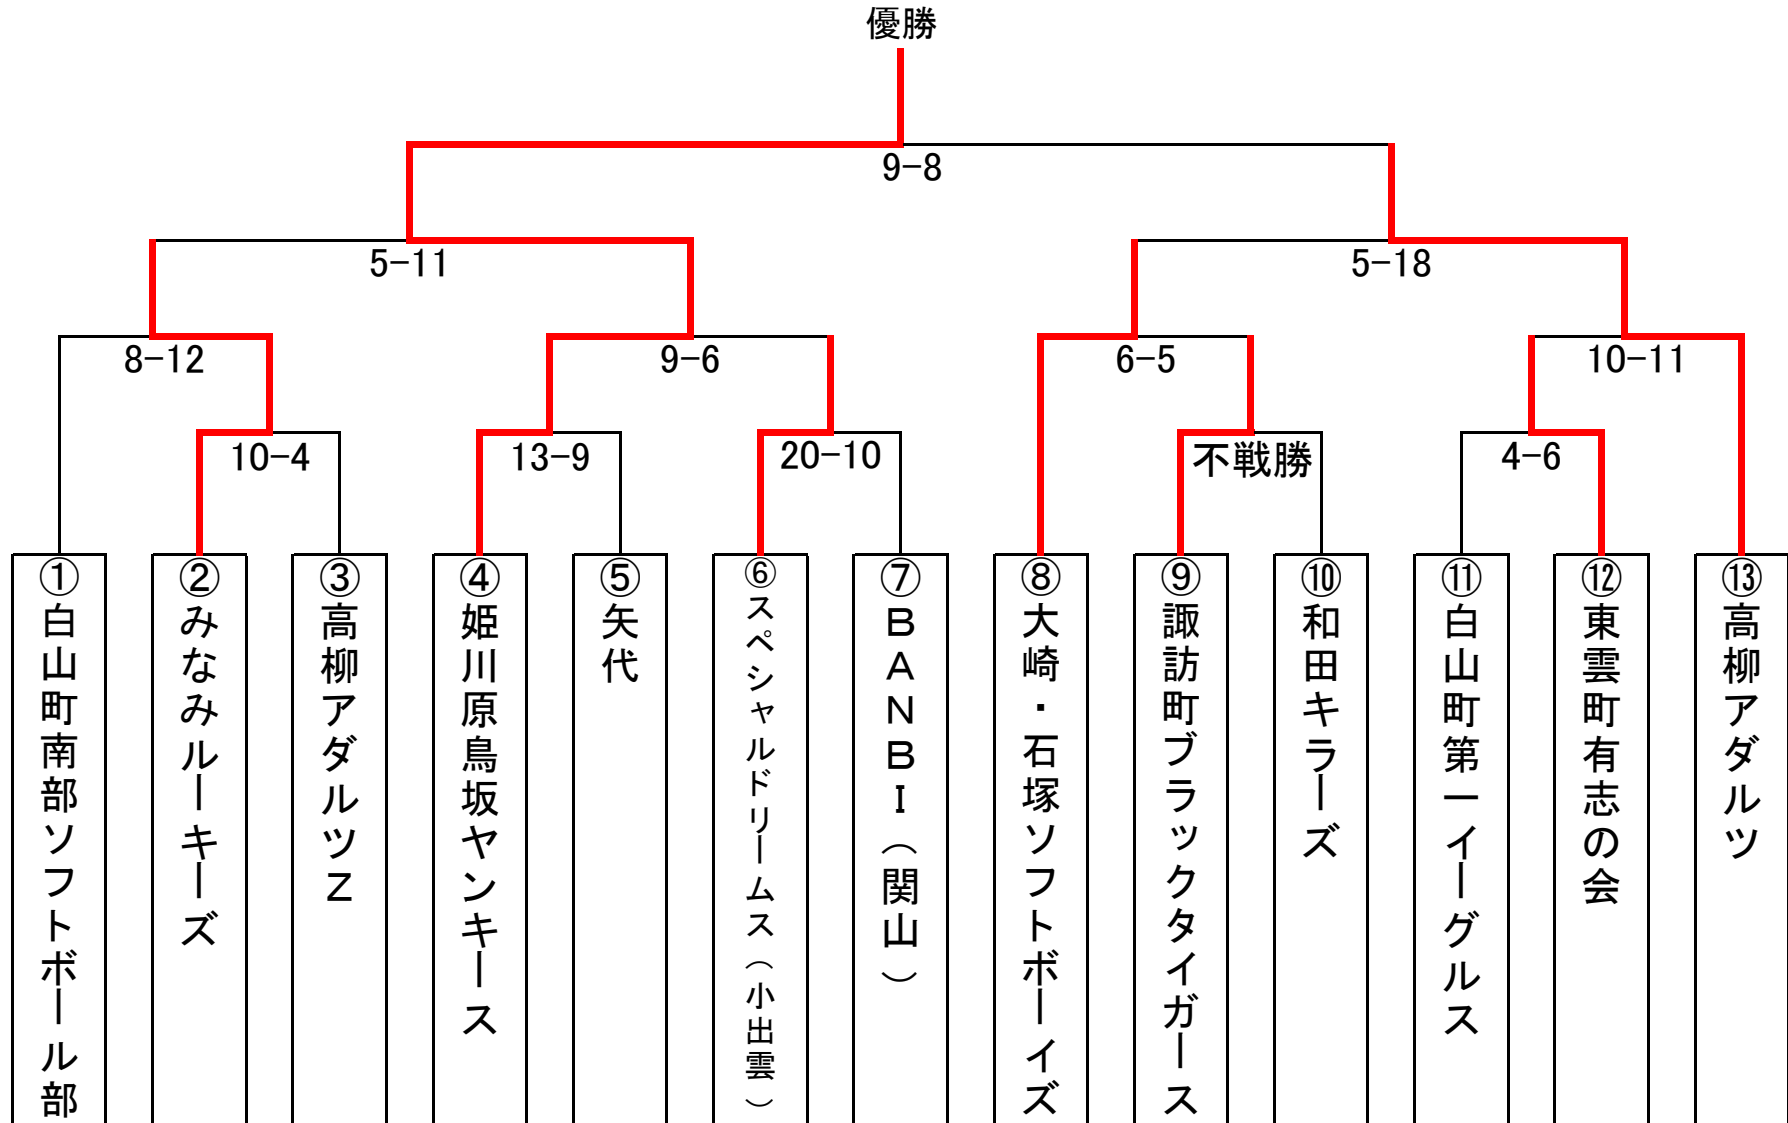 優勝
9-8
5-11
5-18
8-12
9-6
6-5
10-11
10-4
13-9
20-10
不戦勝
4-6
①白山町南部ソフトボール部
②みなみルーキーズ
③高柳アダルツZ
④姫川原鳥坂ヤンキース
⑤矢代
⑥スペシャルドリームス(小出雲)
⑦BANBI(関山)
⑧大崎・石塚ソフトボーイズ
⑨諏訪町ブラックタイガース
⑩和田キラーズ
⑪白山町第一イーグルス
⑫東雲町有志の会
⑬高柳アダルツ